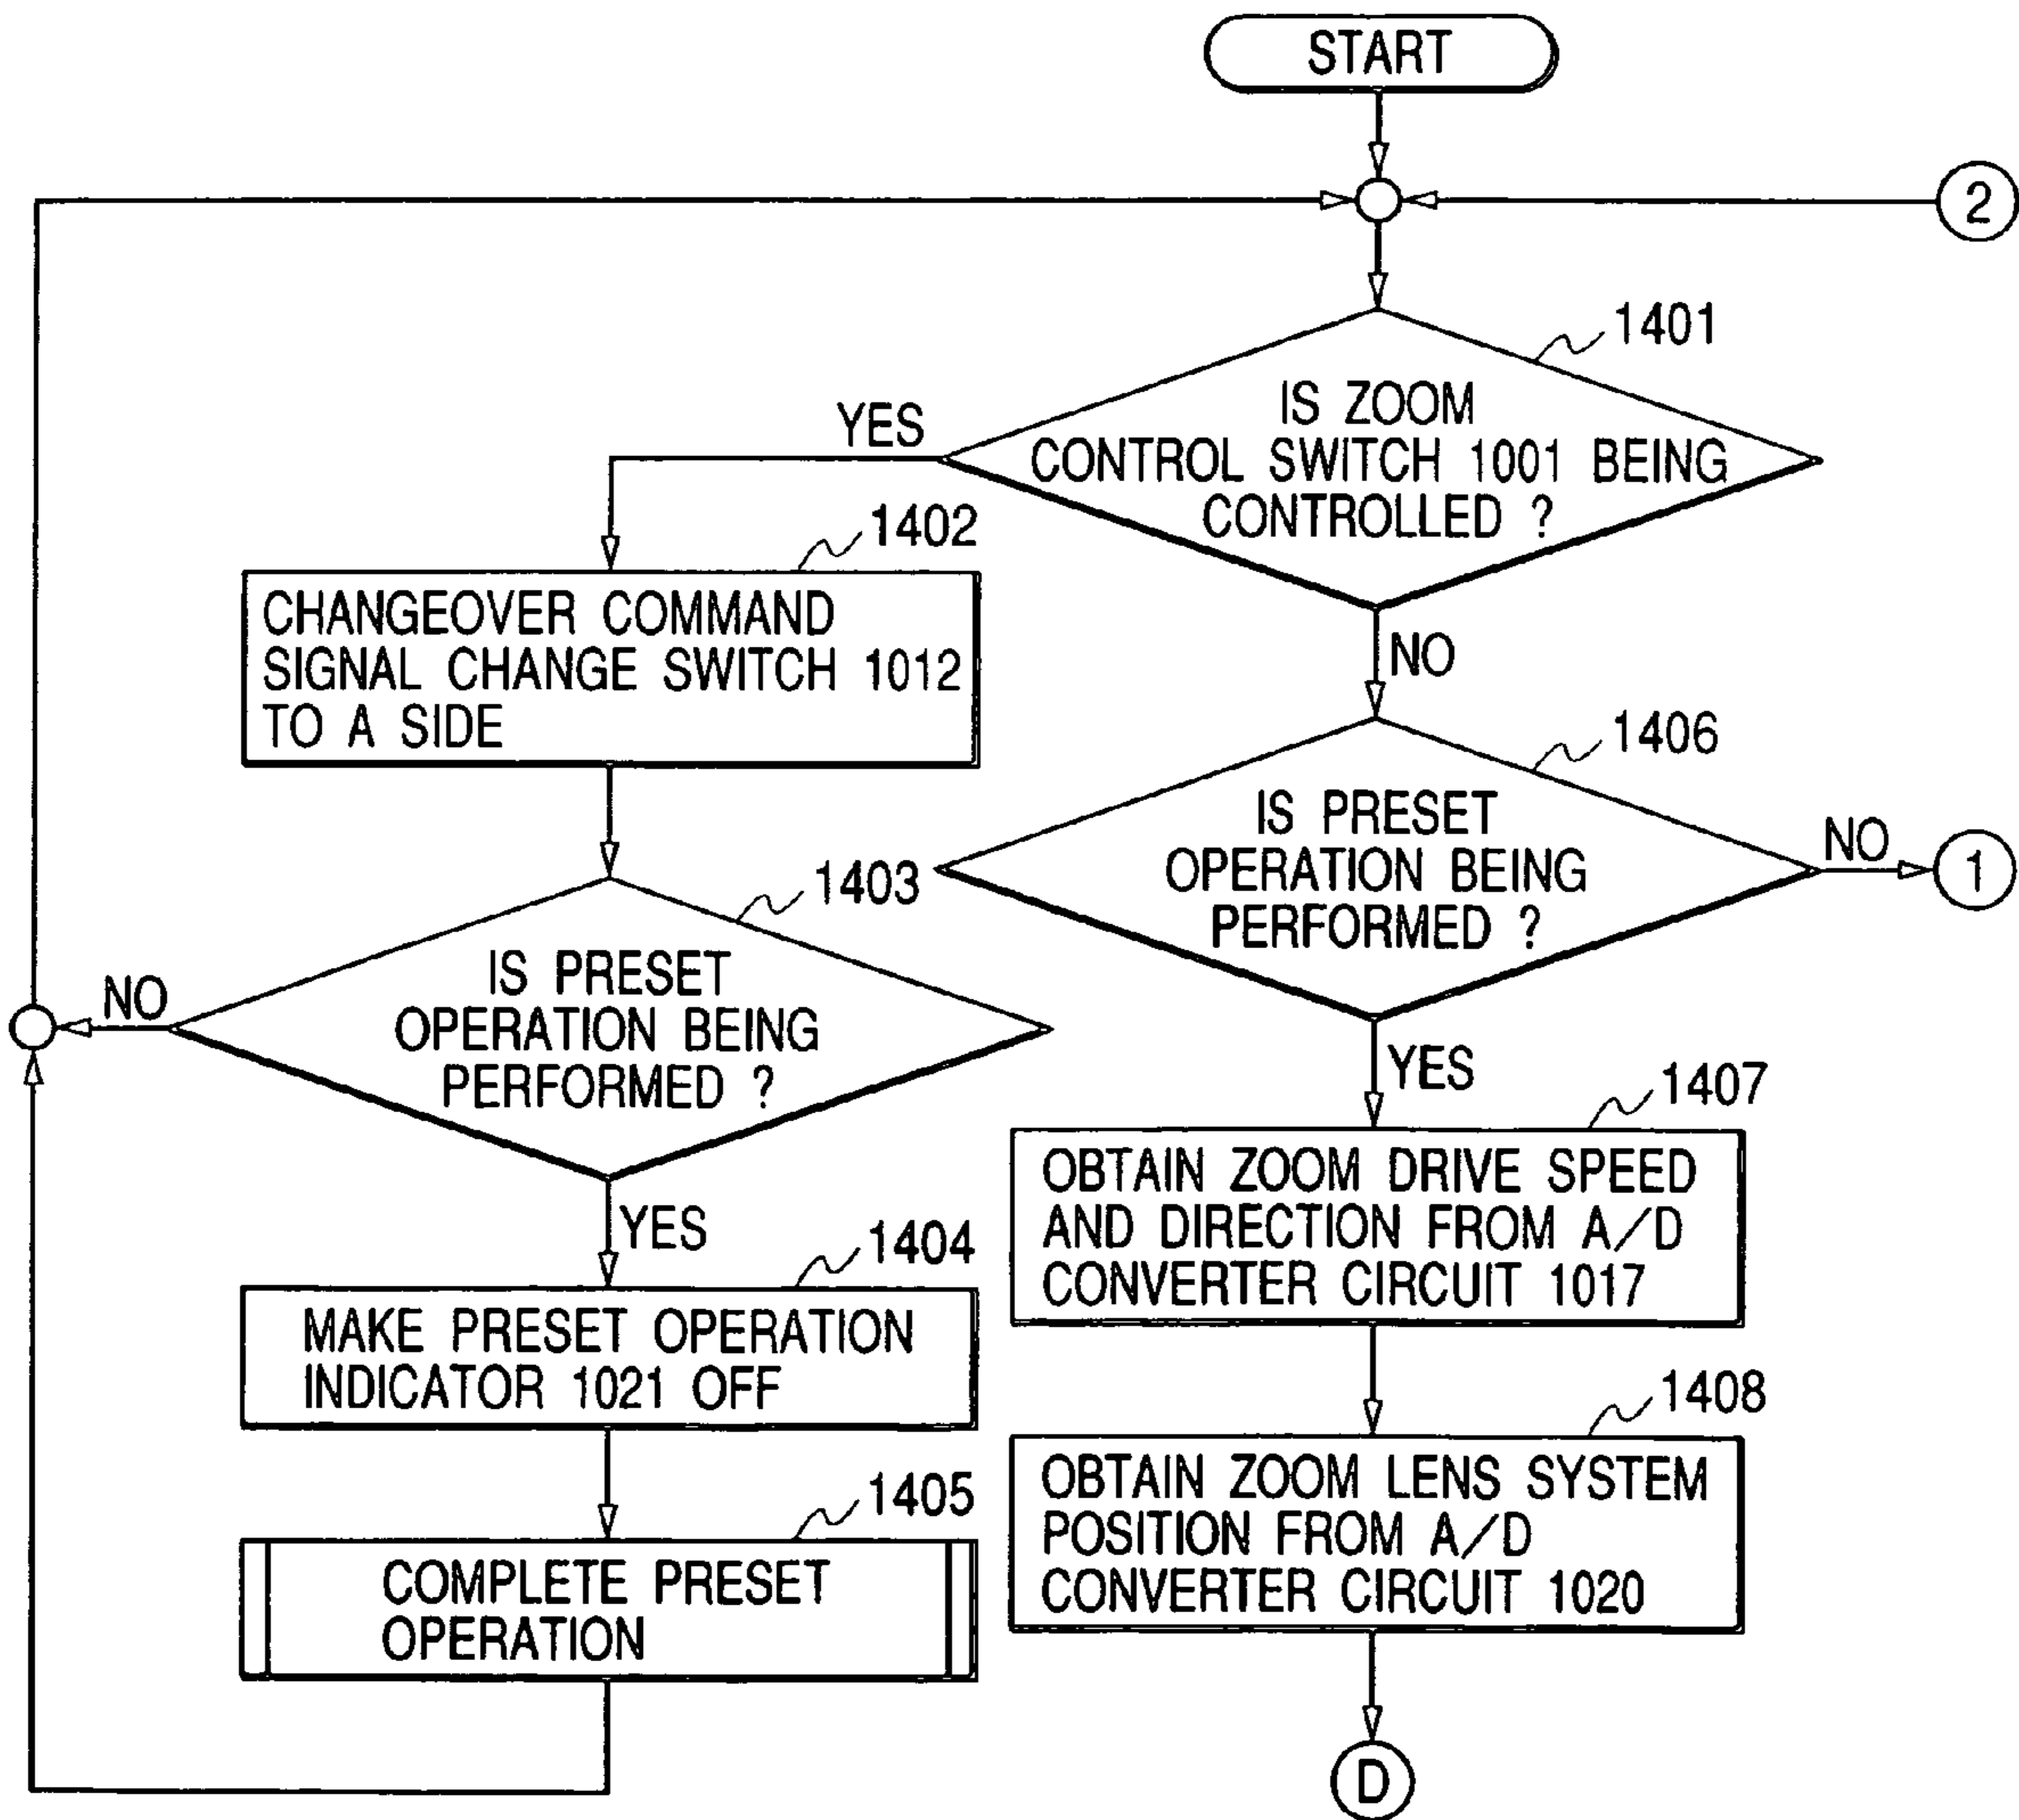 START
2
1401
IS ZOOM
CONTROL SWITCH 1001 BEING
CONTROLLED ?
YES
NO
1402
CHANGEOVER COMMAND
SIGNAL CHANGE SWITCH 1012
TO A SIDE
1406
IS PRESET
OPERATION BEING
PERFORMED ?
NO
1
YES
1403
IS PRESET
OPERATION BEING
PERFORMED ?
NO
YES
1407
OBTAIN ZOOM DRIVE SPEED
AND DIRECTION FROM A/D
CONVERTER CIRCUIT 1017
1404
MAKE PRESET OPERATION
INDICATOR 1021 OFF
1408
OBTAIN ZOOM LENS SYSTEM
POSITION FROM A/D
CONVERTER CIRCUIT 1020
1405
COMPLETE PRESET
OPERATION
D